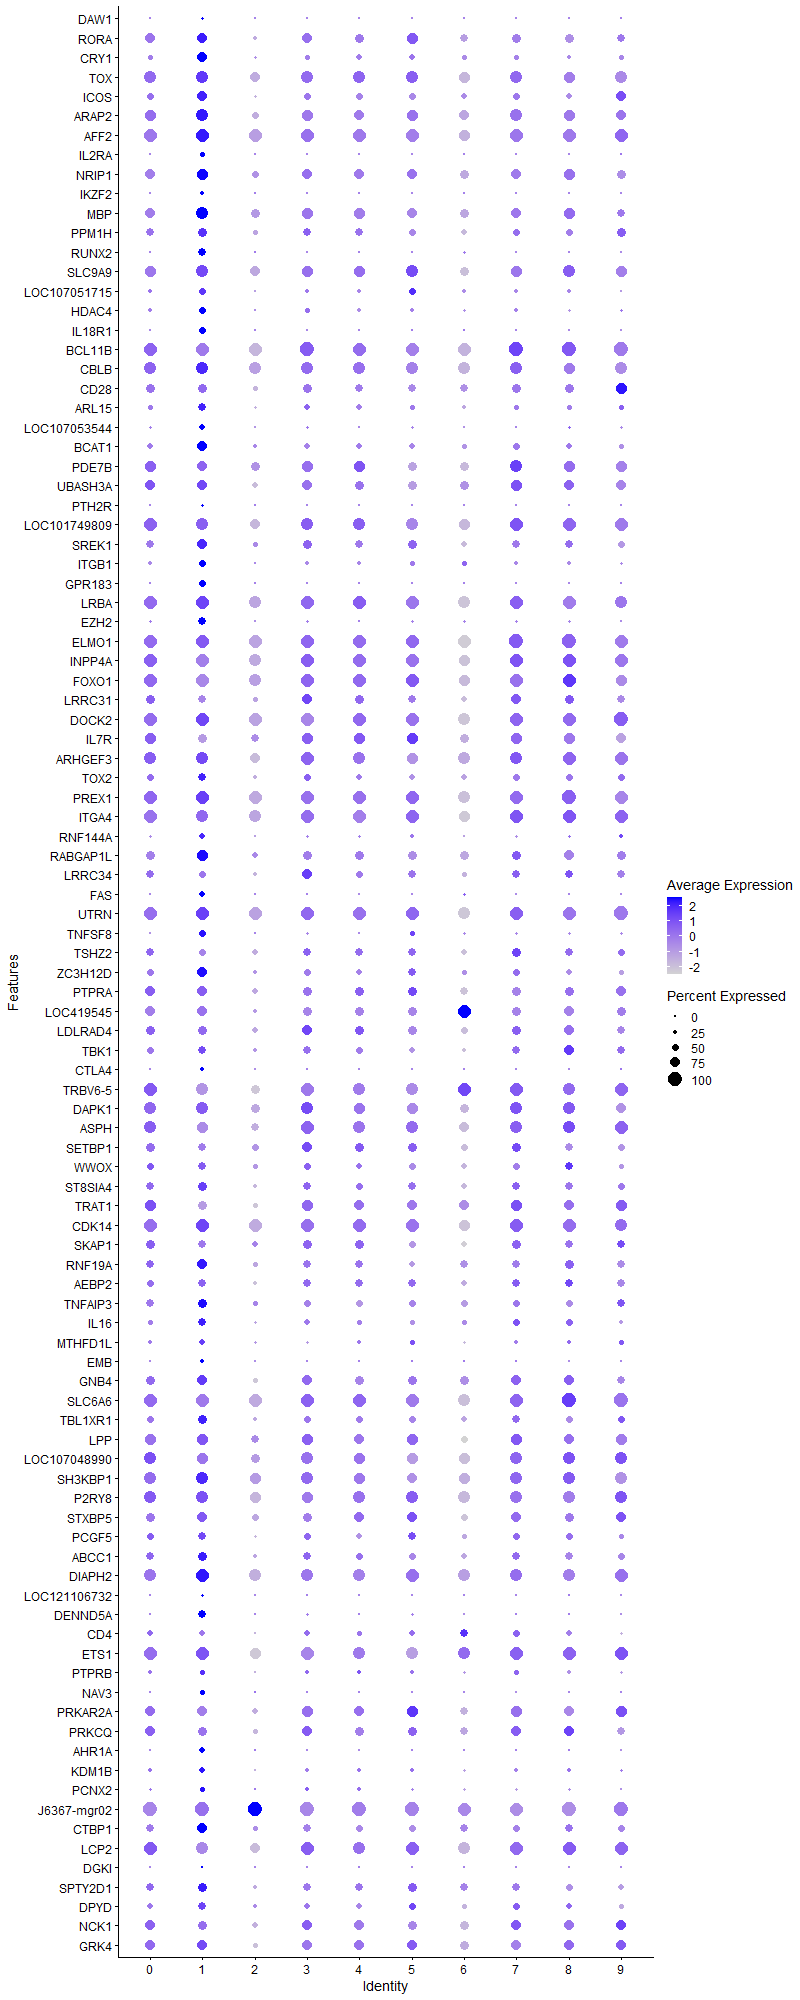 DAW1
RORA
CRY1
TOX
ICOS
ARAP2
AFF2
IL2RA
NRIP1
IKZF2
MBP
PPM1H
RUNX2
SLC9A9
LOC107051715
HDAC4
IL18R1
BCL11B
CBLB
CD28
ARL15
LOC107053544
BCAT1
PDE7B
UBASH3A
PTH2R
LOC101749809
SREK1
ITGB1
GPR183
LRBA
EZH2
ELMO1
INPP4A
FOXO1
LRRC31
DOCK2
IL7R
ARHGEF3
TOX2
PREX1
ITGA4
RNF144A
RABGAP1L
LRRC34
FAS
UTRN
TNFSF8
TSHZ2
ZC3H12D
PTPRA
LOC419545
LDLRAD4
TBK1
CTLA4
TRBV6-5
DAPK1
ASPH
SETBP1
WWOX
ST8SIA4
TRAT1
CDK14
SKAP1
RNF19A
AEBP2
TNFAIP3
IL16
MTHFD1L
EMB
GNB4
SLC6A6
TBL1XR1
LPP
LOC107048990
SH3KBP1
P2RY8
STXBP5
PCGF5
ABCC1
DIAPH2
LOC121106732
DENND5A
CD4
ETS1
PTPRB
NAV3
PRKAR2A
PRKCQ
AHR1A
KDM1B
PCNX2
J6367-mgr02
CTBP1
LCP2
DGKI
SPTY2D1
DPYD
NCK1
GRK4
Features
0 1 2 3 4 5 6 7 8 9
Identity
Average Expression
2
1
0
-1
-2
Percent Expressed
0
25
50
75
100